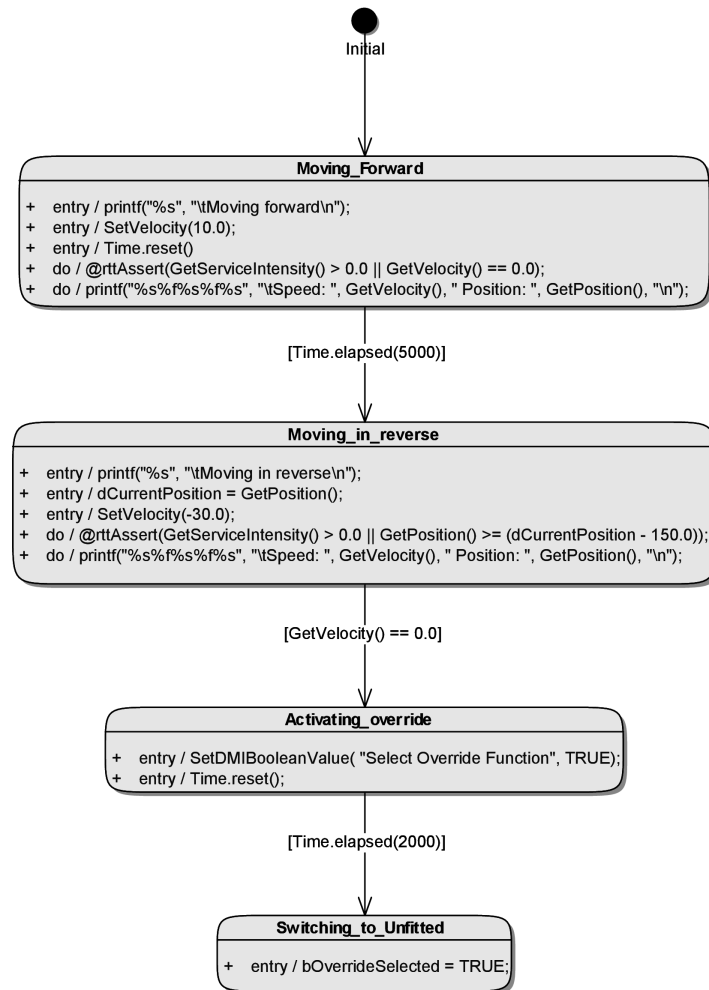 Initial
Moving_Forward
+ entry / printf("%s", "\tMoving forward\n");
+ entry / SetVelocity(10.0);
+ entry / Time.reset()
+ do / @rttAssert(GetServiceIntensity() > 0.0 || GetVelocity() == 0.0);
+ do / printf("%s%f%s%f%s", "\tSpeed: ", GetVelocity(), " Position: ", GetPosition(), "\n");
[Time.elapsed(5000)]
Moving_in_reverse
+ entry / printf("%s", "\tMoving in reverse\n");
+ entry / dCurrentPosition = GetPosition();
+ entry / SetVelocity(-30.0);
+ do / @rttAssert(GetServiceIntensity() > 0.0 || GetPosition() >= (dCurrentPosition - 150.0));
+ do / printf("%s%f%s%f%s", "\tSpeed: ", GetVelocity(), " Position: ", GetPosition(), "\n");
[GetVelocity() == 0.0]
Activating_override
+ entry / SetDMIBooleanValue( "Select Override Function", TRUE);
+ entry / Time.reset();
[Time.elapsed(2000)]
Switching_to_Unfitted
+ entry / bOverrideSelected = TRUE;